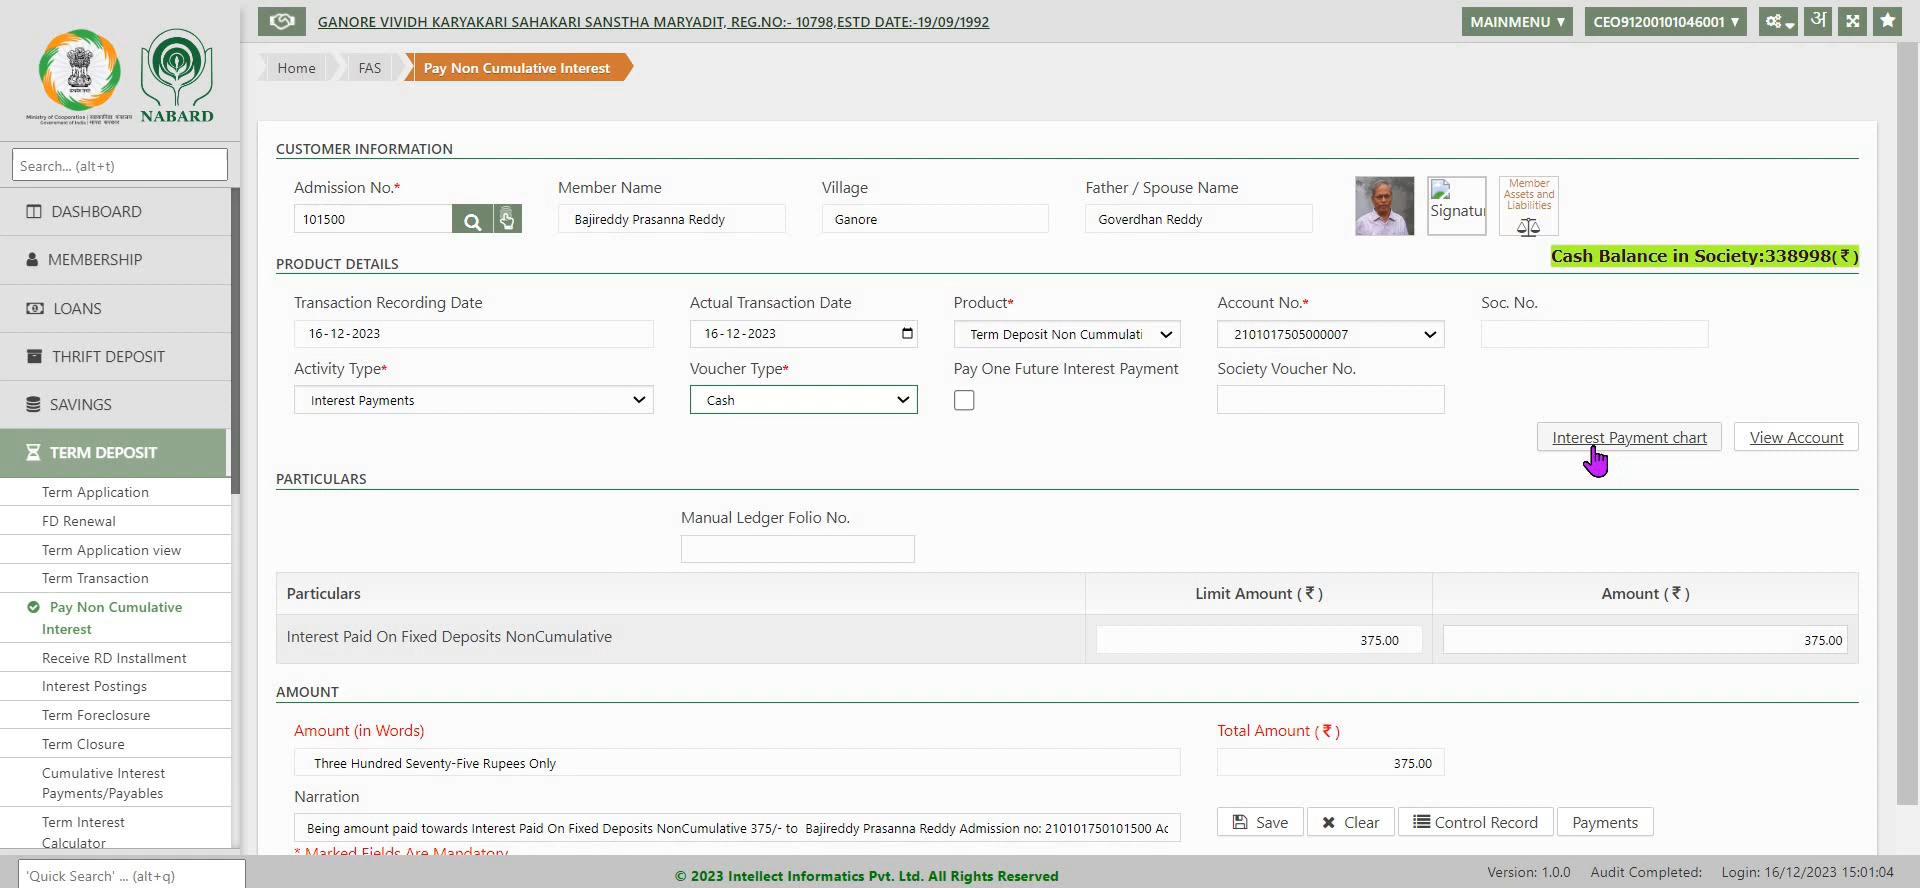 GANORE VIVIDH KARYAKARI SAHAKARI SANSTHA MARYADIT, REG.NO:- 10798,ESTD DATE:-19/09/1992
MAINMENU ▾
CEO91200101046001 ▾
अ
NABARD
Home
FAS
Pay Non Cumulative Interest
Search... (alt+t)
DASHBOARD
MEMBERSHIP
LOANS
THRIFT DEPOSIT
SAVINGS
TERM DEPOSIT
Term Application
FD Renewal
Term Application view
Term Transaction
Pay Non Cumulative
Interest
Receive RD Installment
Interest Postings
Term Foreclosure
Term Closure
Cumulative Interest
Payments/Payables
Term Interest
Calculator
'Quick Search' ... (alt+q)
CUSTOMER INFORMATION
Admission No.*
Member Name
Village
Father / Spouse Name
101500
Bajireddy Prasanna Reddy
Ganore
Goverdhan Reddy
Signatu
Member
Assets and
Liabilities
Cash Balance in Society:338998(₹)
PRODUCT DETAILS
Transaction Recording Date
Actual Transaction Date
Product*
Account No.*
Soc. No.
16-12-2023
16-12-2023
Term Deposit Non Cummulati
2101017505000007
Activity Type*
Voucher Type*
Pay One Future Interest Payment
Society Voucher No.
Interest Payments
Cash
Interest Payment chart
View Account
PARTICULARS
Manual Ledger Folio No.
Particulars
Limit Amount (₹)
Amount (₹)
Interest Paid On Fixed Deposits NonCumulative
375.00
375.00
AMOUNT
Amount (in Words)
Total Amount (₹)
Three Hundred Seventy-Five Rupees Only
375.00
Narration
Being amount paid towards Interest Paid On Fixed Deposits NonCumulative 375/- to Bajireddy Prasanna Reddy Admission no: 210101750101500 Ac
Save
Clear
Control Record
Payments
* Marked Fields Are Mandatory
© 2023 Intellect Informatics Pvt. Ltd. All Rights Reserved
Version: 1.0.0
Audit Completed:
Login: 16/12/2023 15:01:04